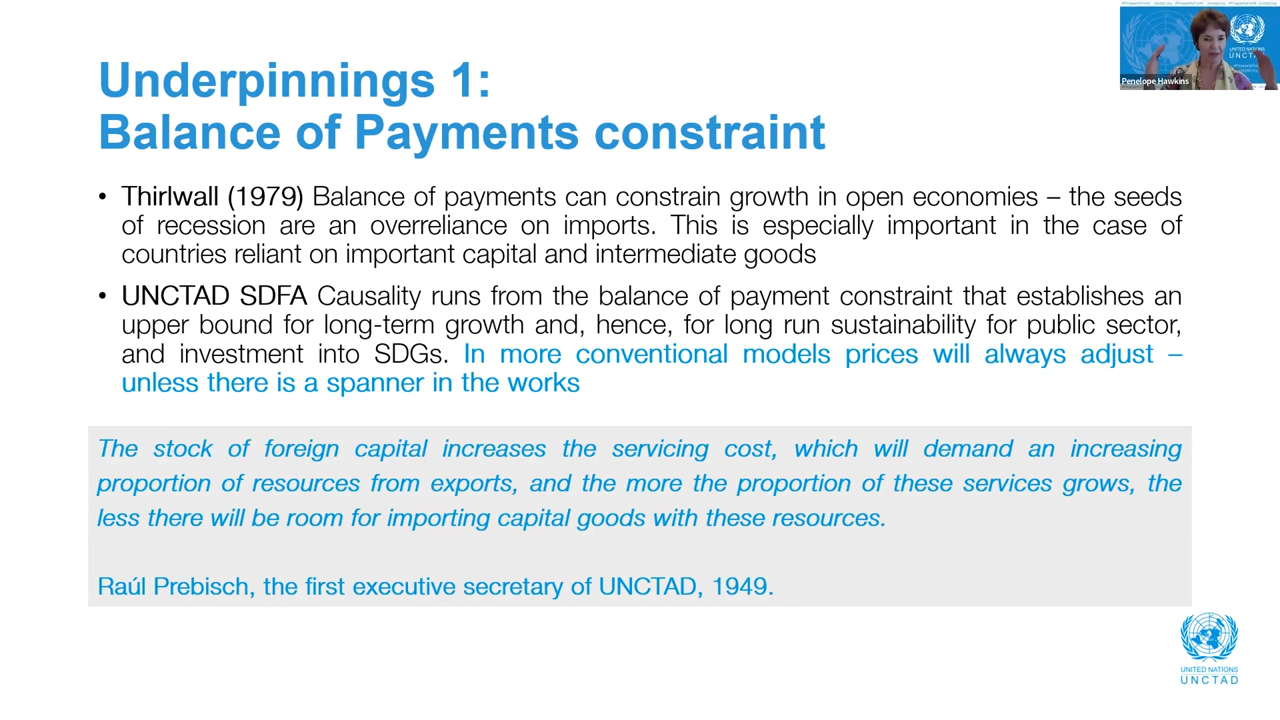 Underpinnings 1:
Balance of Payments constraint
• Thirlwall (1979) Balance of payments can constrain growth in open economies – the seeds
of recession are an overreliance on imports. This is especially important in the case of
countries reliant on important capital and intermediate goods
• UNCTAD SDFA Causality runs from the balance of payment constraint that establishes an
upper bound for long-term growth and, hence, for long run sustainability for public sector,
and investment into SDGs. In more conventional models prices will always adjust –
unless there is a spanner in the works
The stock of foreign capital increases the servicing cost, which will demand an increasing
proportion of resources from exports, and the more the proportion of these services grows, the
less there will be room for importing capital goods with these resources.
Raúl Prebisch, the first executive secretary of UNCTAD, 1949.
UNITED NATIONS
UNCTAD
UNITED NATIONS
Penelope Hawkins